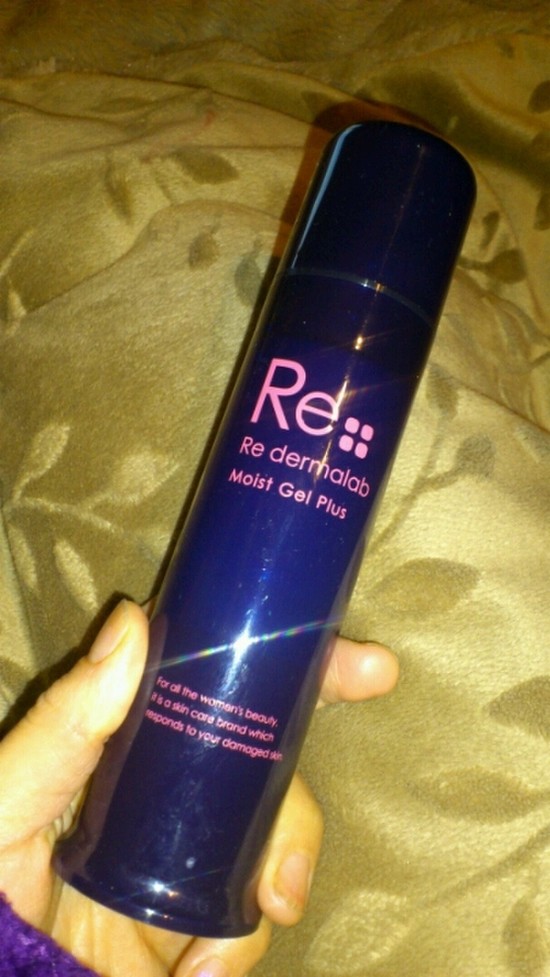 Re
Re dermalab
Moist Gel Plus
For all the women's beauty,
it is a skin care brand which
responds to your damaged skin